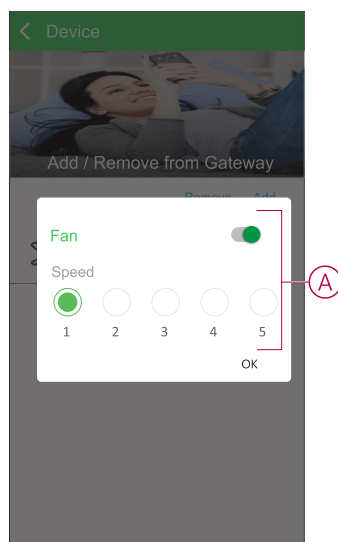 Device
Add / Remove from Gateway
Remove Add
Fan
Speed
1 2 3 4 5
OK
A